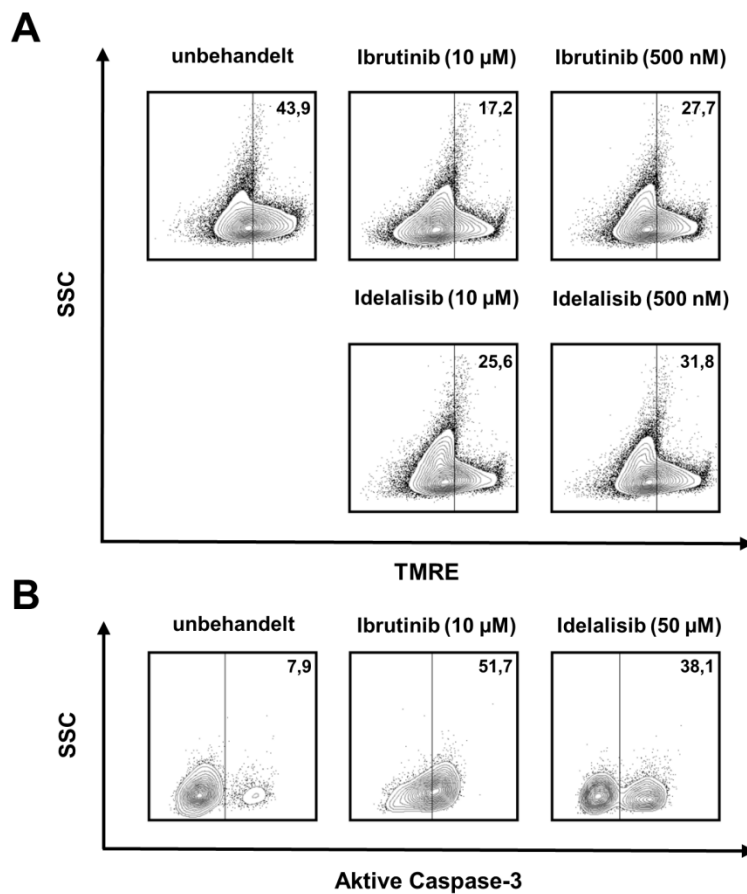 A
unbehandelt
Ibrutinib (10 µM)
Ibrutinib (500 nM)
43,9
17,2
27,7
Idelalisib (10 µM)
Idelalisib (500 nM)
25,6
31,8
SSC
TMRE
B
unbehandelt
Ibrutinib (10 µM)
Idelalisib (50 µM)
7,9
51,7
38,1
SSC
Aktive Caspase-3